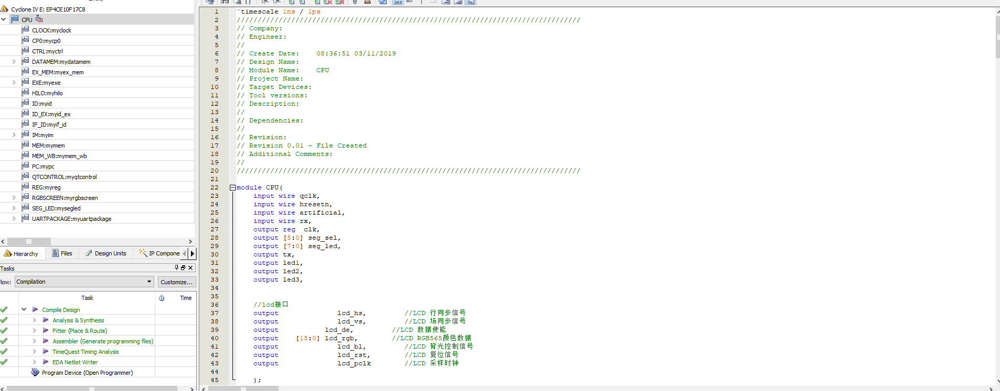 Cyclone IV E: EP4CE10F17C8
CPU
CLOCK:myclock
CP0:mycp0
CTRL:myctrl
DATAMEM:mydatamem
EX_MEM:myex_mem
EXE:myexe
HILO:myhilo
ID:myid
ID_EX:myid_ex
IF_ID:myif_id
IM:myim
MEM:mymem
MEM_WB:mymem_wb
PC:mypc
QTCONTROL:myqtcontrol
REG:myreg
RGBSCREEN:myrgbscreen
SEG_LED:mysegled
UARTPACKAGE:myuartpackage
Hierarchy Files Design Units IP Compone
Tasks
Flow: Compilation Customize...
Task Time
Compile Design
Analysis & Synthesis
Fitter (Place & Route)
Assembler (Generate programming files)
TimeQuest Timing Analysis
EDA Netlist Writer
Program Device (Open Programmer)
1 `timescale 1ns / 1ps
2 //////////////////////////////////////////////////////////////////////////////////
3 // Company:
4 // Engineer:
5 //
6 // Create Date:    08:36:51 03/11/2019
7 // Design Name:
8 // Module Name:    CPU
9 // Project Name:
10 // Target Devices:
11 // Tool versions:
12 // Description:
13 //
14 // Dependencies:
15 //
16 // Revision:
17 // Revision 0.01 - File Created
18 // Additional Comments:
19 //
20 //////////////////////////////////////////////////////////////////////////////////
21
22 module CPU(
23 input wire qclk,
24 input wire hresetn,
25 input wire artificial,
26 input wire rx,
27 output reg  clk,
28 output [5:0] seg_sel,
29 output [7:0] seg_led,
30 output tx,
31 output led1,
32 output led2,
33 output led3,
34
35
36 //lcd接口
37 output lcd_hs, //LCD 行同步信号
38 output lcd_vs, //LCD 场同步信号
39 output lcd_de, //LCD 数据使能
40 output [15:0] lcd_rgb, //LCD RGB565颜色数据
41 output lcd_bl, //LCD 背光控制信号
42 output lcd_rst, //LCD 复位信号
43 output lcd_pclk //LCD 采样时钟
44
45 );